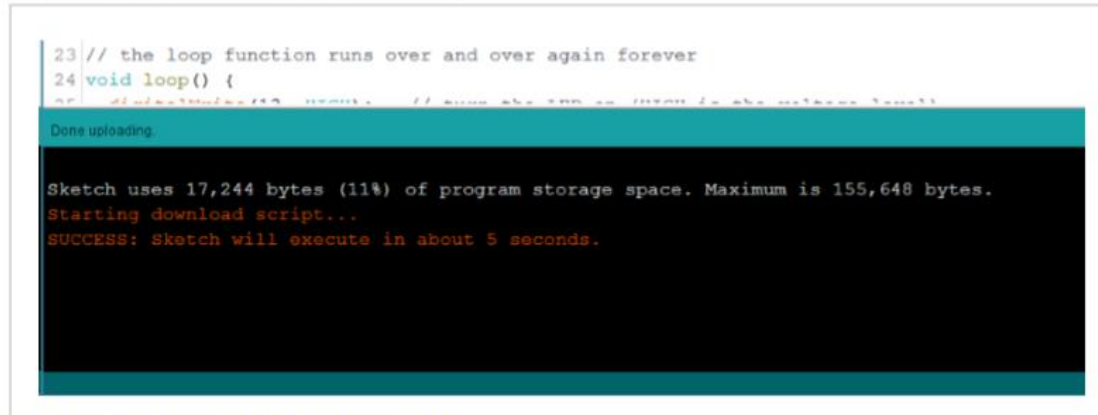 23 // the loop function runs over and over again forever
24 void loop() {
Done uploading.
Sketch uses 17,244 bytes (11%) of program storage space. Maximum is 155,648 bytes.
Starting download script...
SUCCESS: Sketch will execute in about 5 seconds.